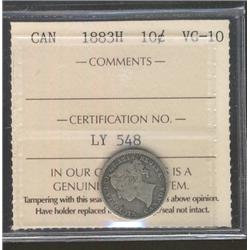 CAN 1883H 10¢ VG-10
— COMMENTS —
— CERTIFICATION NO. —
LY 548
IN OUR IS A
GENUIN TEM.
Tampering with this sea s above opinion.
Have holder replaced /seal not intact.